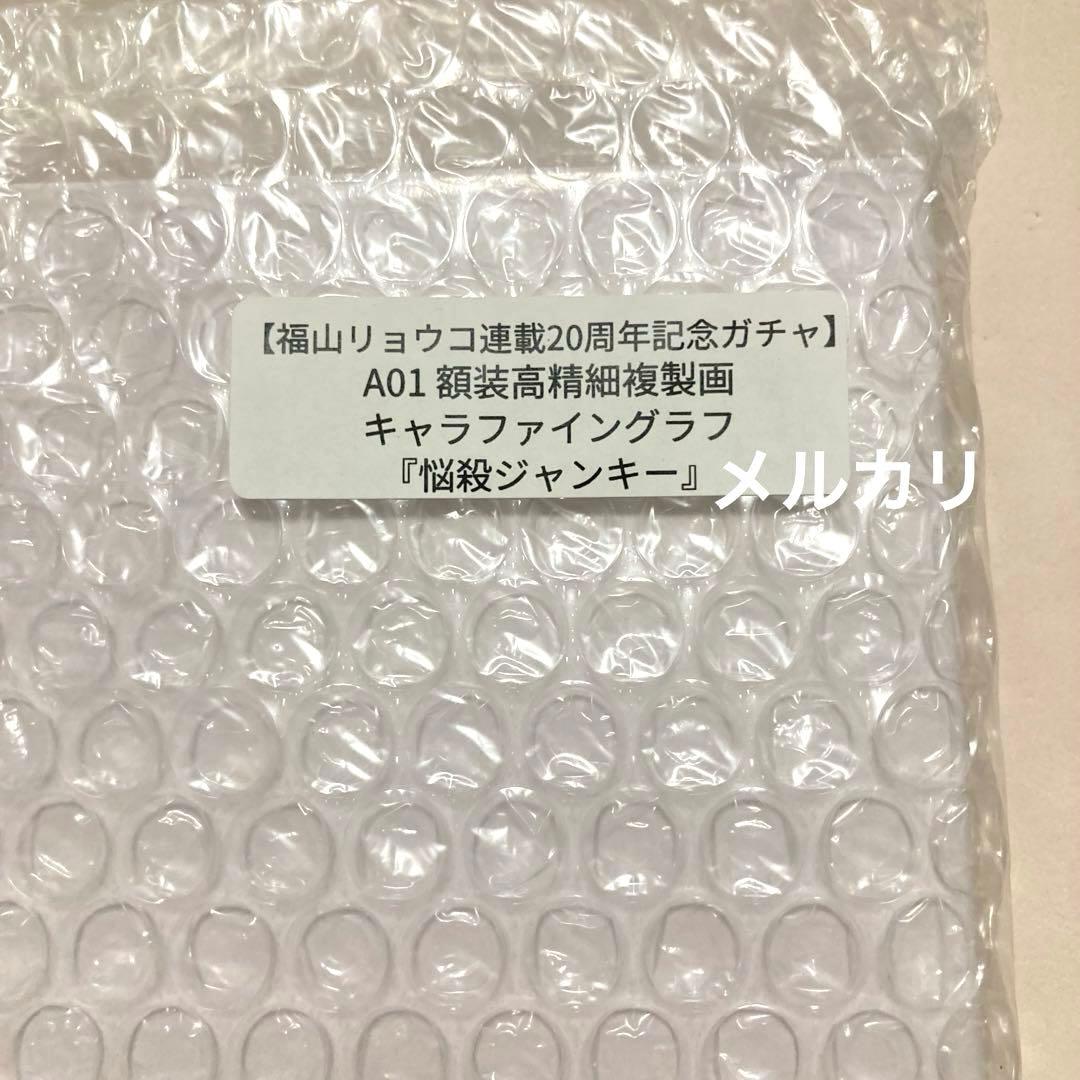 【福山リョウコ連載20周年記念ガチャ】
A01 額装高精細複製画
キャラファイングラフ
『悩殺ジャンキー』
メルカリ